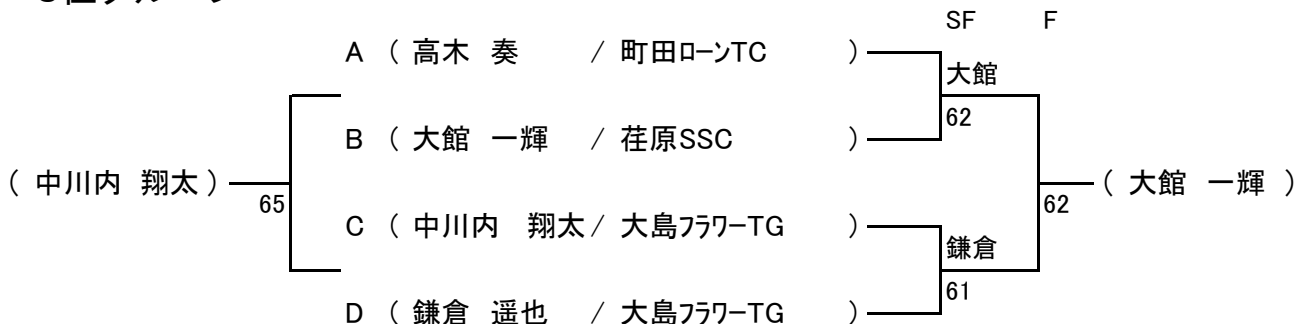 SF F
A ( 高木 奏 / 町田ローンTC )
大館
62
B ( 大館 一輝 / 荏原SSC )
( 中川内 翔太 )
65
62
( 大館 一輝 )
C ( 中川内 翔太 / 大島フラワーTG )
鎌倉
61
D ( 鎌倉 遥也 / 大島フラワーTG )